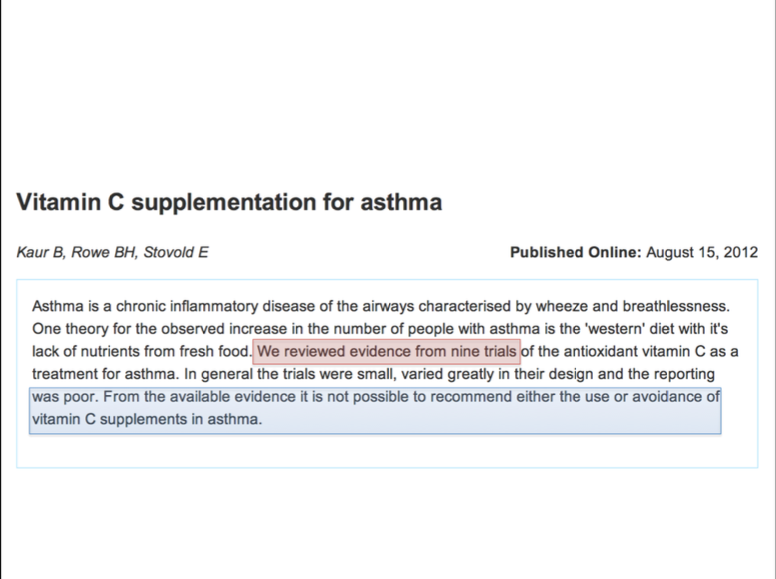 Vitamin C supplementation for asthma
Kaur B, Rowe BH, Stovold E Published Online: August 15, 2012
Asthma is a chronic inflammatory disease of the airways characterised by wheeze and breathlessness.
One theory for the observed increase in the number of people with asthma is the 'western' diet with it's
lack of nutrients from fresh food. We reviewed evidence from nine trials of the antioxidant vitamin C as a
treatment for asthma. In general the trials were small, varied greatly in their design and the reporting
was poor. From the available evidence it is not possible to recommend either the use or avoidance of
vitamin C supplements in asthma.